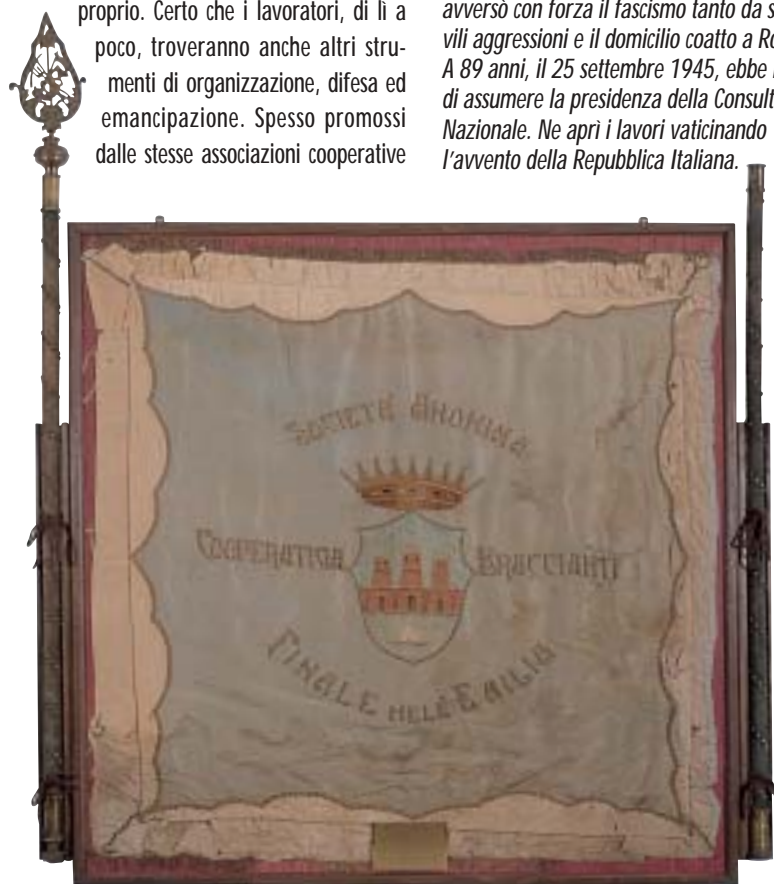 proprio. Certo che i lavoratori, di lì a
poco, troveranno anche altri stru-
menti di organizzazione, difesa ed
emancipazione. Spesso promossi
dalle stesse associazioni cooperative
avversò con forza il fascismo tanto da s
vili aggressioni e il domicilio coatto a Ro
A 89 anni, il 25 settembre 1945, ebbe
di assumere la presidenza della Consult
Nazionale. Ne aprì i lavori vaticinando
l'avvento della Repubblica Italiana.
SOCIETÀ ANONIMA
COOPERATIVA BRACCIANTI
FINALE NELL'EMILIA